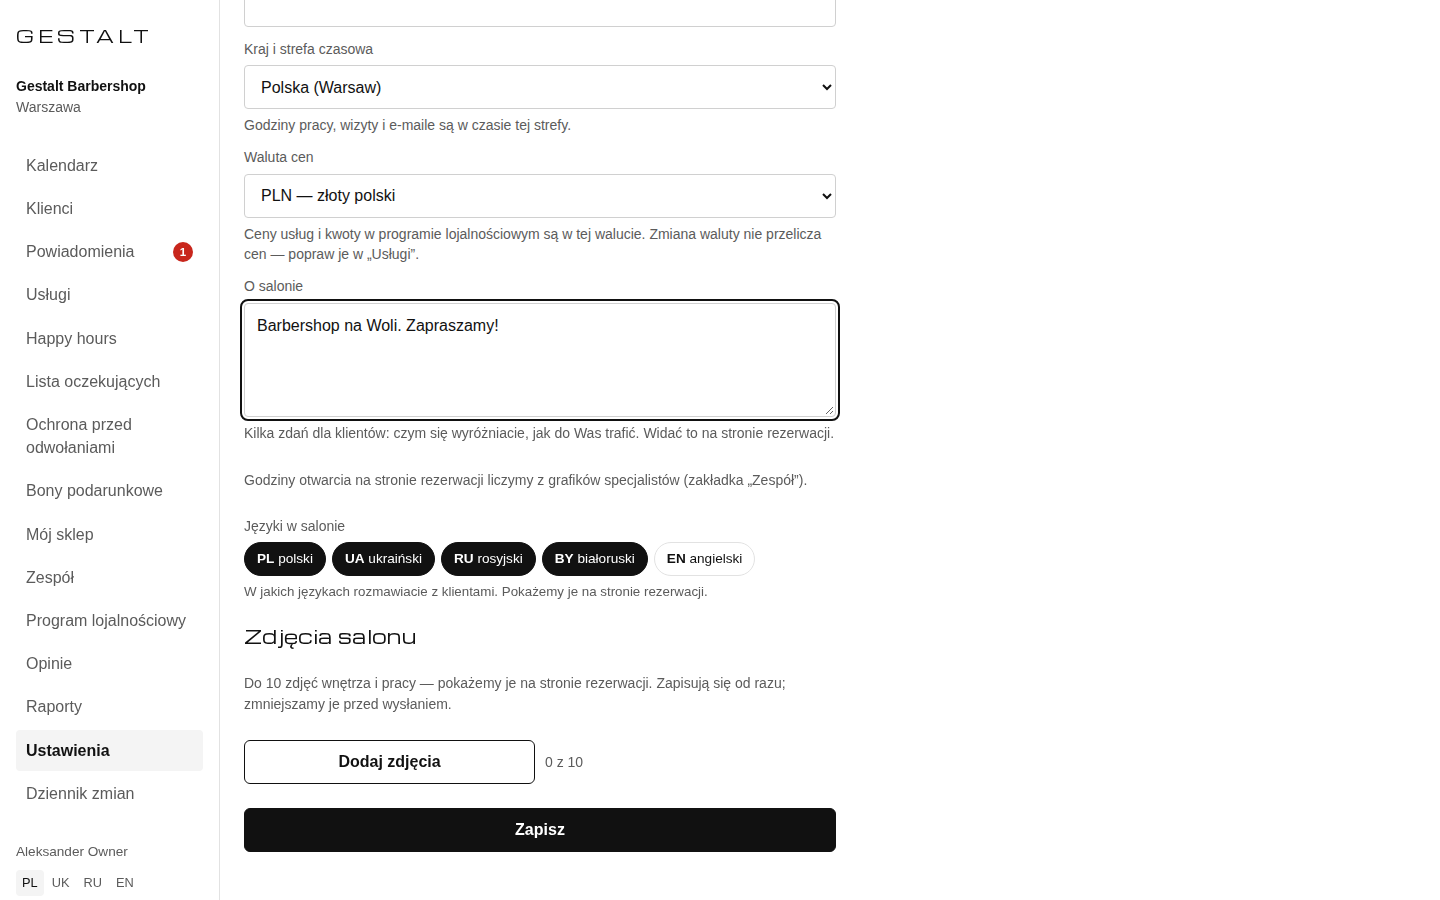 GESTALT
Gestalt Barbershop
Warszawa
Kalendarz
Klienci
Powiadomienia 1
Usługi
Happy hours
Lista oczekujących
Ochrona przed
odwołaniami
Bony podarunkowe
Mój sklep
Zespół
Program lojalnościowy
Opinie
Raporty
Ustawienia
Dziennik zmian
Aleksander Owner
PL UK RU EN
Kraj i strefa czasowa
Polska (Warsaw)
Godziny pracy, wizyty i e-maile są w czasie tej strefy.
Waluta cen
PLN — złoty polski
Ceny usług i kwoty w programie lojalnościowym są w tej walucie. Zmiana waluty nie przelicza
cen — popraw je w „Usługi”.
O salonie
Barbershop na Woli. Zapraszamy!
Kilka zdań dla klientów: czym się wyróżniacie, jak do Was trafić. Widać to na stronie rezerwacji.
Godziny otwarcia na stronie rezerwacji liczymy z grafików specjalistów (zakładka „Zespół”).
Języki w salonie
PL polski UA ukraiński RU rosyjski BY białoruski EN angielski
W jakich językach rozmawiacie z klientami. Pokażemy je na stronie rezerwacji.
Zdjęcia salonu
Do 10 zdjęć wnętrza i pracy — pokażemy je na stronie rezerwacji. Zapisują się od razu;
zmniejszamy je przed wysłaniem.
Dodaj zdjęcia 0 z 10
Zapisz